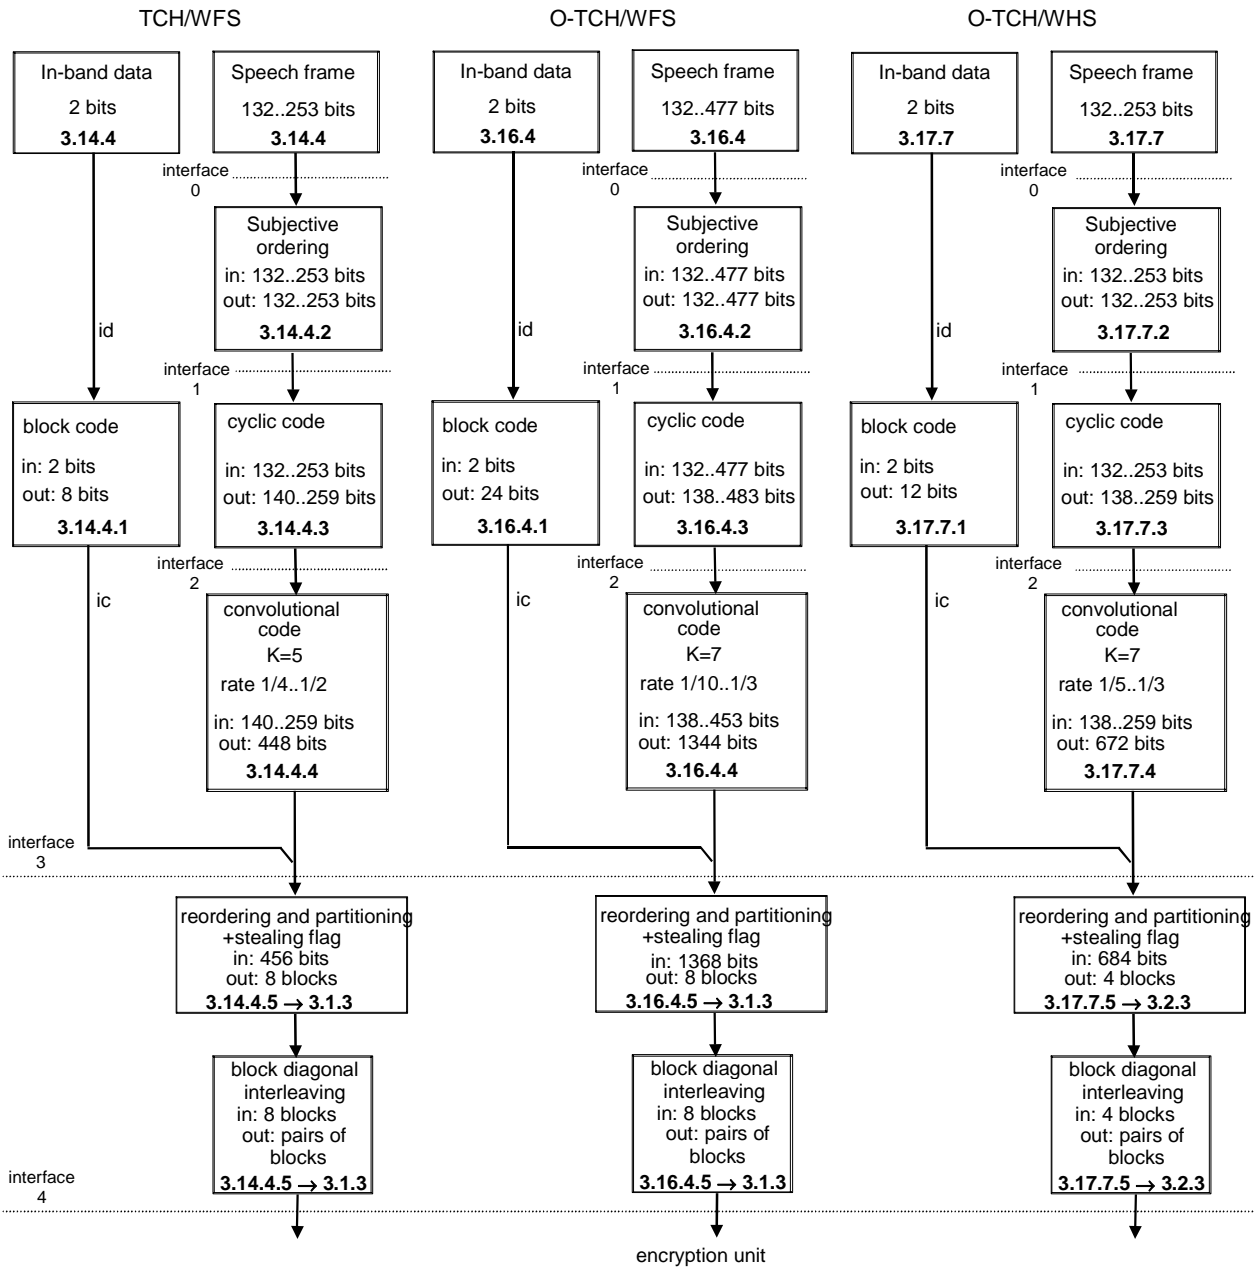 TCH/WFS
In-band data
2 bits
3.14.4
Speech frame
132..253 bits
3.14.4
interface
0
Subjective
ordering
in: 132..253 bits
out: 132..253 bits
3.14.4.2
id
interface
1
block code
in: 2 bits
out: 8 bits
3.14.4.1
cyclic code
in: 132..253 bits
out: 140..259 bits
3.14.4.3
interface
2
ic
convolutional
code
K=5
rate 1/4..1/2
in: 140..259 bits
out: 448 bits
3.14.4.4
interface
3
reordering and partitioning
+stealing flag
in: 456 bits
out: 8 blocks
3.14.4.5 → 3.1.3
block diagonal
interleaving
in: 8 blocks
out: pairs of
blocks
3.14.4.5 → 3.1.3
interface
4
O-TCH/WFS
In-band data
2 bits
3.16.4
Speech frame
132..477 bits
3.16.4
interface
0
Subjective
ordering
in: 132..477 bits
out: 132..477 bits
3.16.4.2
id
interface
1
block code
in: 2 bits
out: 24 bits
3.16.4.1
cyclic code
in: 132..477 bits
out: 138..483 bits
3.16.4.3
interface
2
ic
convolutional
code
K=7
rate 1/10..1/3
in: 138..453 bits
out: 1344 bits
3.16.4.4
reordering and partitioning
+stealing flag
in: 1368 bits
out: 8 blocks
3.16.4.5 → 3.1.3
block diagonal
interleaving
in: 8 blocks
out: pairs of
blocks
3.16.4.5 → 3.1.3
encryption unit
O-TCH/WHS
In-band data
2 bits
3.17.7
Speech frame
132..253 bits
3.17.7
interface
0
Subjective
ordering
in: 132..253 bits
out: 132..253 bits
3.17.7.2
id
interface
1
block code
in: 2 bits
out: 12 bits
3.17.7.1
cyclic code
in: 132..253 bits
out: 138..259 bits
3.17.7.3
interface
2
ic
convolutional
code
K=7
rate 1/5..1/3
in: 138..259 bits
out: 672 bits
3.17.7.4
reordering and partitioning
+stealing flag
in: 684 bits
out: 4 blocks
3.17.7.5 → 3.2.3
block diagonal
interleaving
in: 4 blocks
out: pairs of
blocks
3.17.7.5 → 3.2.3